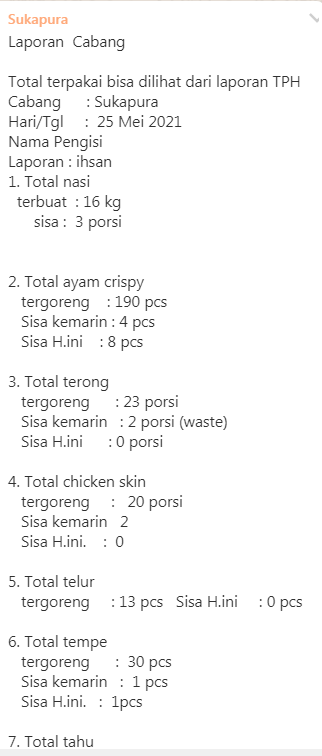 Sukapura
Laporan  Cabang
Total terpakai bisa dilihat dari laporan TPH
Cabang      : Sukapura
Hari/Tgl     :  25 Mei 2021
Nama Pengisi
Laporan : ihsan
1. Total nasi
terbuat  : 16 kg
sisa :  3 porsi
2. Total ayam crispy
tergoreng    : 190 pcs
Sisa kemarin : 4 pcs
Sisa H.ini    : 8 pcs
3. Total terong
tergoreng      : 23 porsi
Sisa kemarin   : 2 porsi (waste)
Sisa H.ini      : 0 porsi
4. Total chicken skin
tergoreng     :   20 porsi
Sisa kemarin   2
Sisa H.ini.    :  0
5. Total telur
tergoreng     : 13 pcs   Sisa H.ini     : 0 pcs
6. Total tempe
tergoreng      :  30 pcs
Sisa kemarin   :  1 pcs
Sisa H.ini.   :  1pcs
7. Total tahu